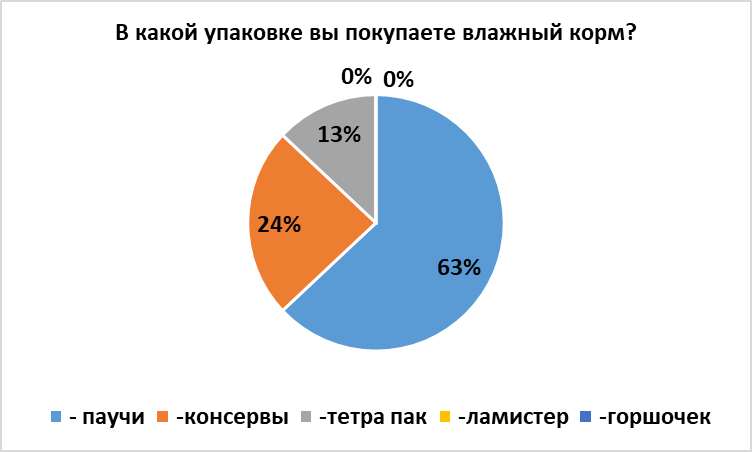 В какой упаковке вы покупаете влажный корм?
0% 0%
13%
24%
63%
- паучи -консервы -тетра пак -ламистер -горшочек